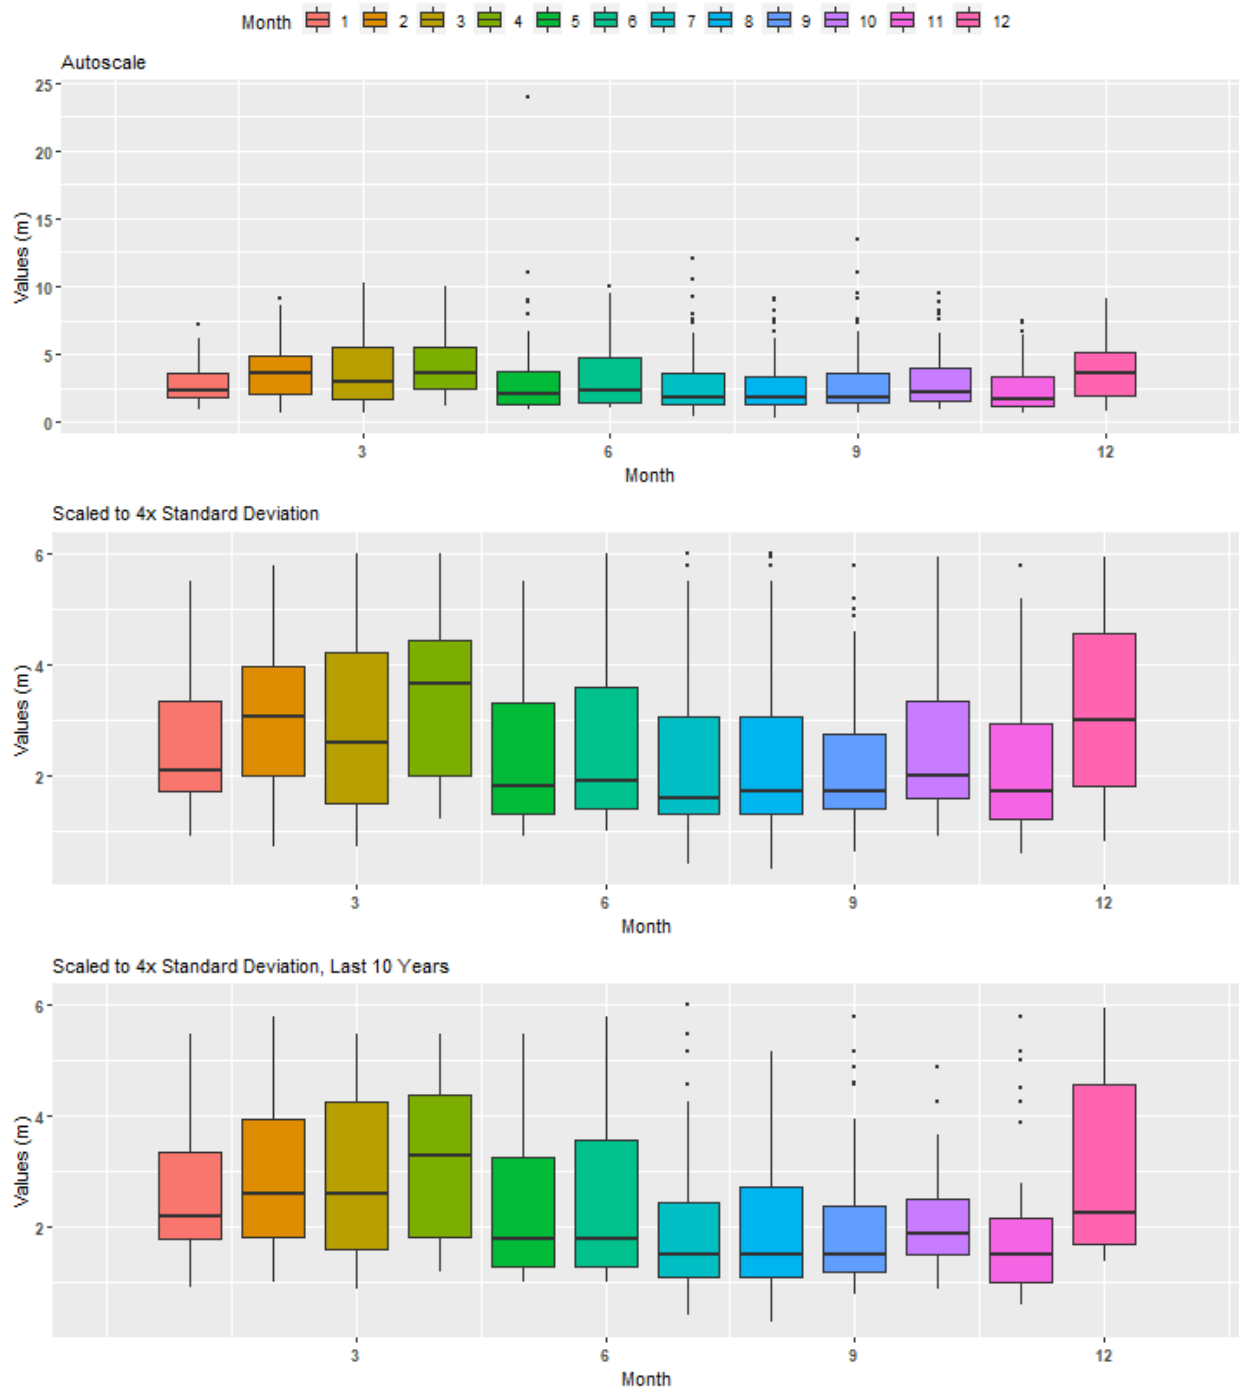 Month 1 2 3 4 5 6 7 8 9 10 11 12
Autoscale
Values (m)
25
20
15
10
5
0
3 6 9 12
Month
Scaled to 4x Standard Deviation
Values (m)
6
4
2
3 6 9 12
Month
Scaled to 4x Standard Deviation, Last 10 Years
Values (m)
6
4
2
3 6 9 12
Month